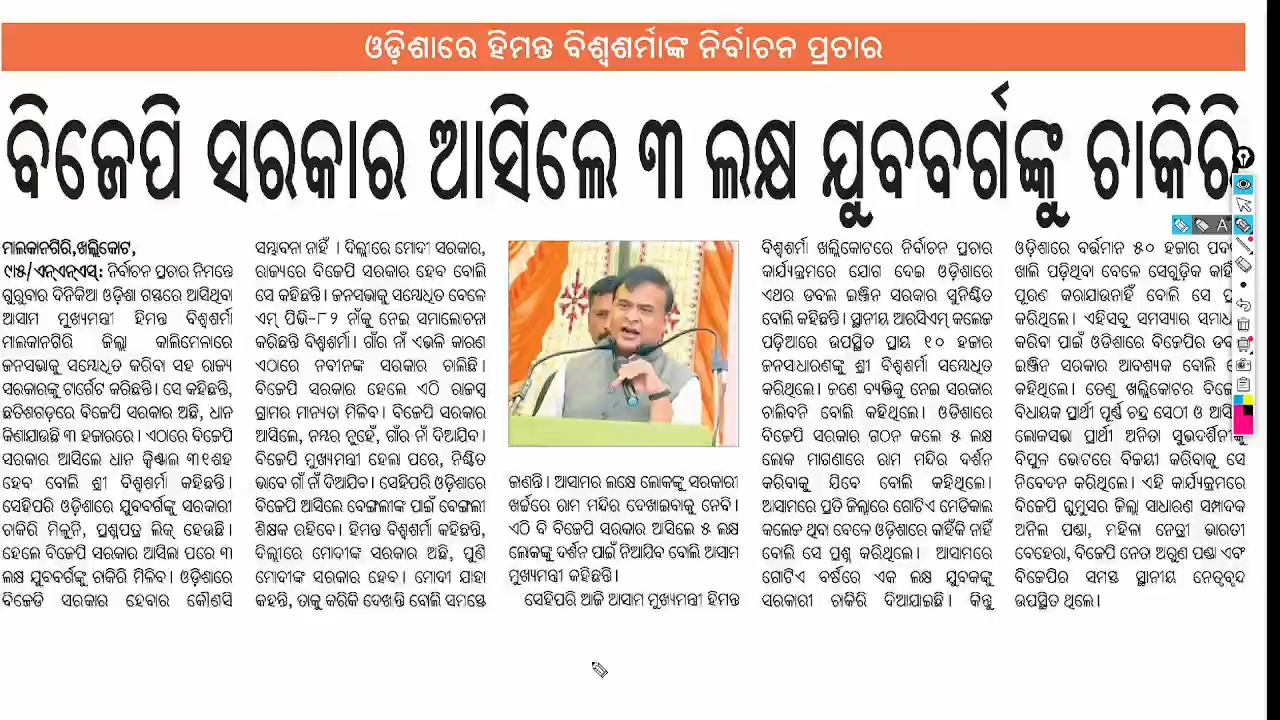 ଓଡ଼ିଶାରେ ହିମନ୍ତ ବିଶ୍ୱଶର୍ମାଙ୍କ ନିର୍ବାଚନ ପ୍ରଚାର
ବିଜେପି ସରକାର ଆସିଲେ ୩ ଲକ୍ଷ ଯୁବବର୍ଗଙ୍କୁ ଚାକିରି
ମାଲକାନଗିରି,ଖଲ୍ଲିକୋଟ,
୯।୫/ଏନ୍ଏନ୍ଏସ୍: ନିର୍ବାଚନ ପ୍ରଚାର ନିମନ୍ତେ
ଗୁରୁବାର ଦିନିକିଆ ଓଡ଼ିଶା ଗସ୍ତରେ ଆସିଥିବା
ଆସାମ ମୁଖ୍ୟମନ୍ତ୍ରୀ ହିମନ୍ତ ବିଶ୍ୱଶର୍ମା
ମାଲକାନଗିରି ଜିଲ୍ଲା କାଲିମେଳାରେ
ଜନସଭାକୁ ସମ୍ବୋଧିତ କରିବା ସହ ରାଜ୍ୟ
ସରକାରଙ୍କୁ ଟାର୍ଗେଟ କରିଛନ୍ତି। ସେ କହିଛନ୍ତି,
ଛତିଶଗଡ଼ରେ ବିଜେପି ସରକାର ଅଛି, ଧାନ
କିଣାଯାଉଛି ୩ ହଜାରରେ। ଏଠାରେ ବିଜେପି
ସରକାର ଆସିଲେ ଧାନ କ୍ୱିଣ୍ଟାଲ ୩୧ଶହ
ହେବ ବୋଲି ଶ୍ରୀ ବିଶ୍ୱଶର୍ମା କହିଛନ୍ତି।
ସେହିପରି ଓଡ଼ିଶାରେ ଯୁବବର୍ଗଙ୍କୁ ସରକାରୀ
ଚାକିରି ମିଳୁନି, ପ୍ରଶ୍ନପତ୍ର ଲିକ୍ ହେଉଛି।
ହେଲେ ବିଜେପି ସରକାର ଆସିଲା ପରେ ୩
ଲକ୍ଷ ଯୁବବର୍ଗଙ୍କୁ ଚାକିରି ମିଳିବ। ଓଡ଼ିଶାରେ
ବିଜେଡି ସରକାର ହେବାର କୌଣସି
ସମ୍ଭାବନା ନାହିଁ । ଦିଲ୍ଲୀରେ ମୋଦୀ ସରକାର,
ରାଜ୍ୟରେ ବିଜେପି ସରକାର ହେବ ବୋଲି
ସେ କହିଛନ୍ତି। ଜନସଭାକୁ ସମ୍ବୋଧିତ ବେଳେ
ଏମ୍ ପିଭି-୮୨ ନାଁକୁ ନେଇ ସମାଲୋଚନା
କରିଛନ୍ତି ବିଶ୍ୱଶର୍ମା। ଗାଁର ନାଁ ଏଭଳି କାରଣ
ଏଠାରେ ନବୀନଙ୍କ ସରକାର ଚାଲିଛି।
ବିଜେପି ସରକାର ହେଲେ ଏଠି ରାଜସ୍ୱ
ଗ୍ରାମର ମାନ୍ୟତା ମିଳିବ। ବିଜେପି ସରକାର
ଆସିଲେ, ନମ୍ବର ନୁହେଁ, ଗାଁର ନାଁ ଦିଆଯିବ।
ବିଜେପି ମୁଖ୍ୟମନ୍ତ୍ରୀ ହେଲା ପରେ, ନିଶ୍ଚିତ
ଭାବେ ଗାଁ ନାଁ ଦିଆଯିବ। ସେହିପରି ଓଡ଼ିଶାରେ
ବିଜେପି ଆସିଲେ ବେଙ୍ଗଲୀଙ୍କ ପାଇଁ ବେଙ୍ଗଲୀ
ଶିକ୍ଷକ ରହିବେ। ହିମନ୍ତ ବିଶ୍ୱଶର୍ମା କହିଛନ୍ତି,
ଦିଲ୍ଲୀରେ ମୋଦୀଙ୍କ ସରକାର ଅଛି, ପୁଣି
ମୋଦୀଙ୍କ ସରକାର ହେବ। ମୋଦୀ ଯାହା
କହନ୍ତି, ତାକୁ କରିକି ଦେଖାନ୍ତି ବୋଲି ସମସ୍ତେ
ଜାଣନ୍ତି। ଆସାମର ଲକ୍ଷେ ଲୋକଙ୍କୁ ସରକାରୀ
ଖର୍ଚ୍ଚରେ ରାମ ମନ୍ଦିର ଦେଖାଇବାକୁ ନେବି।
ଏଠି ବି ବିଜେପି ସରକାର ଆସିଲେ ୫ ଲକ୍ଷ
ଲୋକଙ୍କୁ ଦର୍ଶନ ପାଇଁ ନିଆଯିବ ବୋଲି ଆସାମ
ମୁଖ୍ୟମନ୍ତ୍ରୀ କହିଛନ୍ତି।
ସେହିପରି ଆଜି ଆସାମ ମୁଖ୍ୟମନ୍ତ୍ରୀ ହିମନ୍ତ
ବିଶ୍ୱଶର୍ମା ଖଲିକୋଟରେ ନିର୍ବାଚନ ପ୍ରଚାର
କାର୍ଯ୍ୟକ୍ରମରେ ଯୋଗ ଦେଇ ଓଡ଼ିଶାରେ
ଏଥର ଡବଲ ଇଞ୍ଜିନ ସରକାର ସୁନିଶ୍ଚିତ
ବୋଲି କହିଛନ୍ତି। ସ୍ଥାନୀୟ ଆରସିଏମ୍ କଲେଜ
ପଡ଼ିଆରେ ଉପସ୍ଥିତ ପ୍ରାୟ ୧୦ ହଜାର
ଜନସାଧାରଣଙ୍କୁ ଶ୍ରୀ ବିଶ୍ୱଶର୍ମା ସମ୍ବୋଧିତ
କରିଥିଲେ। ଜଣେ ବ୍ୟକ୍ତିକୁ ନେଇ ସରକାର
ଚାଲିବନି ବୋଲି କହିଥିଲେ। ଓଡ଼ିଶାରେ
ବିଜେପି ସରକାର ଗଠନ କଲେ ୫ ଲକ୍ଷ
ଲୋକ ମାଗଣାରେ ରାମ ମନ୍ଦିର ଦର୍ଶନ
କରିବାକୁ ଯିବେ ବୋଲି କହିଥିଲେ।
ଆସାମରେ ପ୍ରତି ଜିଲ୍ଲାରେ ଗୋଟିଏ ମେଡିକାଲ
କଲେଜ ଥିବା ବେଳେ ଓଡ଼ିଶାରେ କାହିଁକି ନାହିଁ
ବୋଲି ସେ ପ୍ରଶ୍ନ କରିଥିଲେ। ଆସାମରେ
ଗୋଟିଏ ବର୍ଷରେ ଏକ ଲକ୍ଷ ଯୁବକଙ୍କୁ
ସରକାରୀ ଚାକିରି ଦିଆଯାଇଛି। କିନ୍ତୁ
ଓଡ଼ିଶାରେ ବର୍ତ୍ତମାନ ୫୦ ହଜାର
ଖାଲି ପଡ଼ିଥିବା ବେଳେ ସେଗୁଡ଼ିକ
ପୂରଣ କରାଯାଉନାହିଁ ବୋଲି ସେ
କରିଥିଲେ। ଏହିସବୁ ସମସ୍ୟାର
କରିବା ପାଇଁ ଓଡ଼ିଶାରେ ବିଜେପିର
ଇଞ୍ଜିନ ସରକାର ଆବଶ୍ୟକ ବୋଲି
କହିଥିଲେ। ତେଣୁ ଖଲ୍ଲିକୋଟର
ବିଧାୟକ ପ୍ରାର୍ଥୀ ପୂର୍ଣ୍ଣ ଚନ୍ଦ୍ର ସେଠୀ ଓ
ଲୋକସଭା ପ୍ରାର୍ଥୀ ଅନିତା ସୁଭଦର୍ଶିନୀଙ୍କୁ
ବିପୁଳ ଭୋଟରେ ବିଜୟୀ କରିବାକୁ ସେ
ନିବେଦନ କରିଥିଲେ। ଏହି କାର୍ଯ୍ୟକ୍ରମରେ
ବିଜେପି ଘୁମୁସର ଜିଲ୍ଲା ସାଧାରଣ ସମ୍ପାଦକ
ଅନିଲ ପଣ୍ଡା, ମହିଳା ନେତ୍ରୀ ଭାରତୀ
ବେହେରା, ବିଜେପି ନେତା ଅରୁଣ ପଣ୍ଡା ଏବଂ
ବିଜେପିର ସମସ୍ତ ସ୍ଥାନୀୟ ନେତୃବୃନ୍ଦ
ଉପସ୍ଥିତ ଥିଲେ।